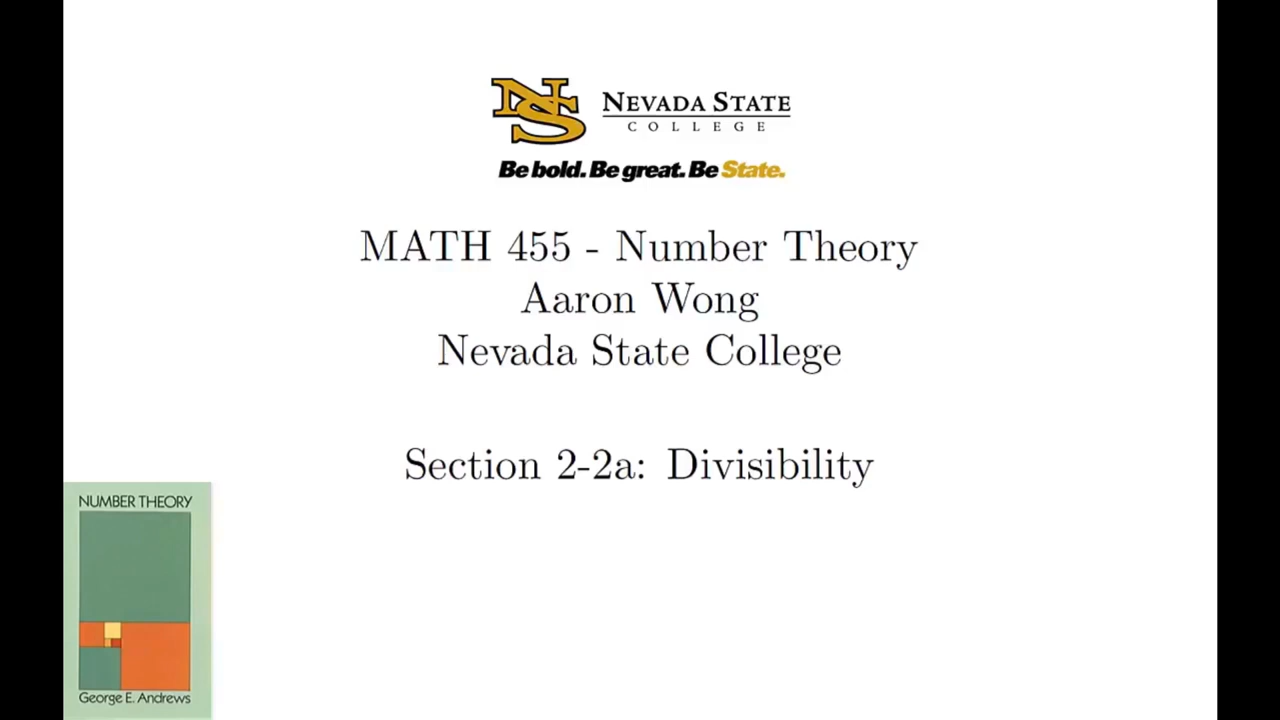 NS NEVADA STATE
COLLEGE
Be bold. Be great. Be State.
MATH 455 - Number Theory
Aaron Wong
Nevada State College
Section 2-2a: Divisibility
NUMBER THEORY
George E. Andrews